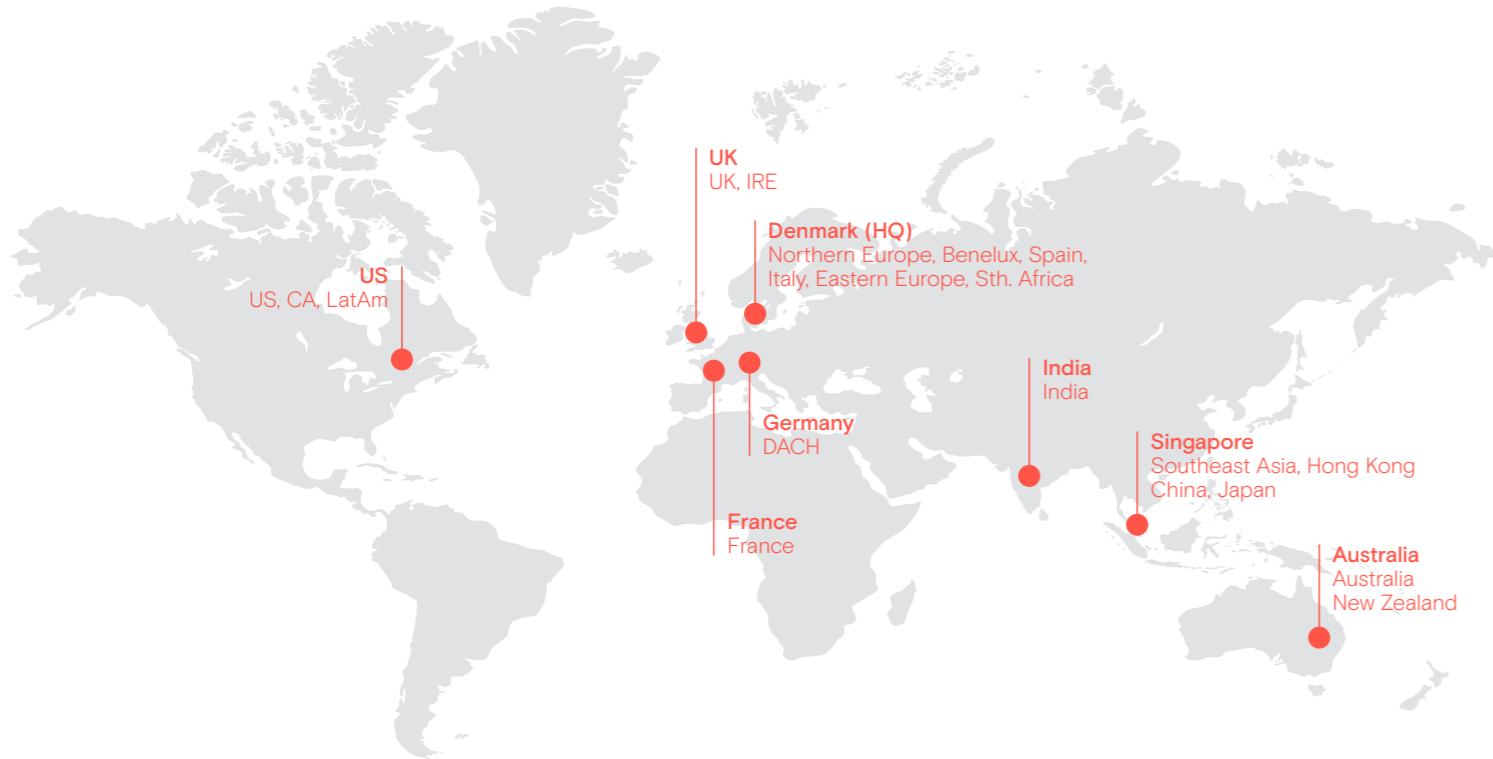 UK
UK, IRE
Denmark (HQ)
Northern Europe, Benelux, Spain,
Italy, Eastern Europe, Sth. Africa
US
US, CA, LatAm
India
India
Germany
DACH
Singapore
Southeast Asia, Hong Kong
China, Japan
France
France
Australia
Australia
New Zealand